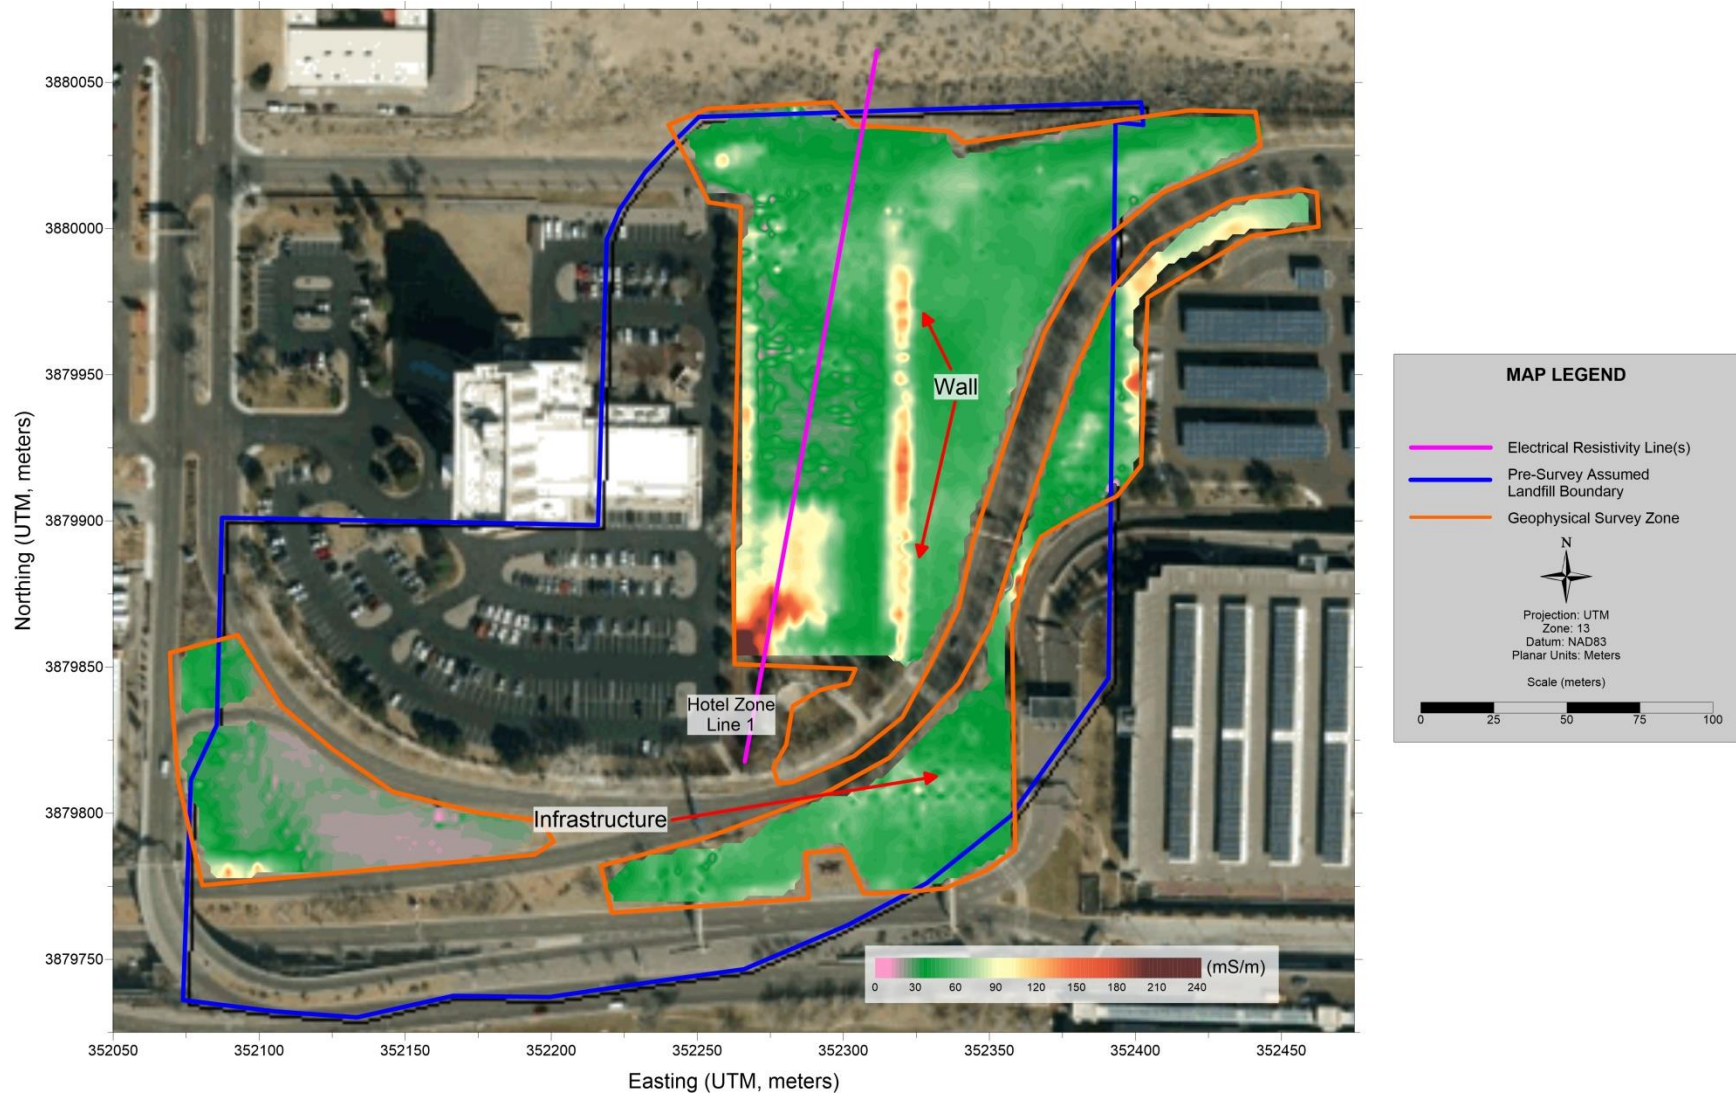 3880050
3880000
3879950
3879900
3879850
3879800
3879750
Northing (UTM, meters)
352050
352100
352150
352200
352250
352300
352350
352400
352450
Easting (UTM, meters)
Wall
Hotel Zone
Line 1
Infrastructure
(mS/m)
0
30
60
90
120
150
180
210
240
MAP LEGEND
Electrical Resistivity Line(s)
Pre-Survey Assumed
Landfill Boundary
Geophysical Survey Zone
N
Projection: UTM
Zone: 13
Datum: NAD83
Planar Units: Meters
Scale (meters)
0
25
50
75
100